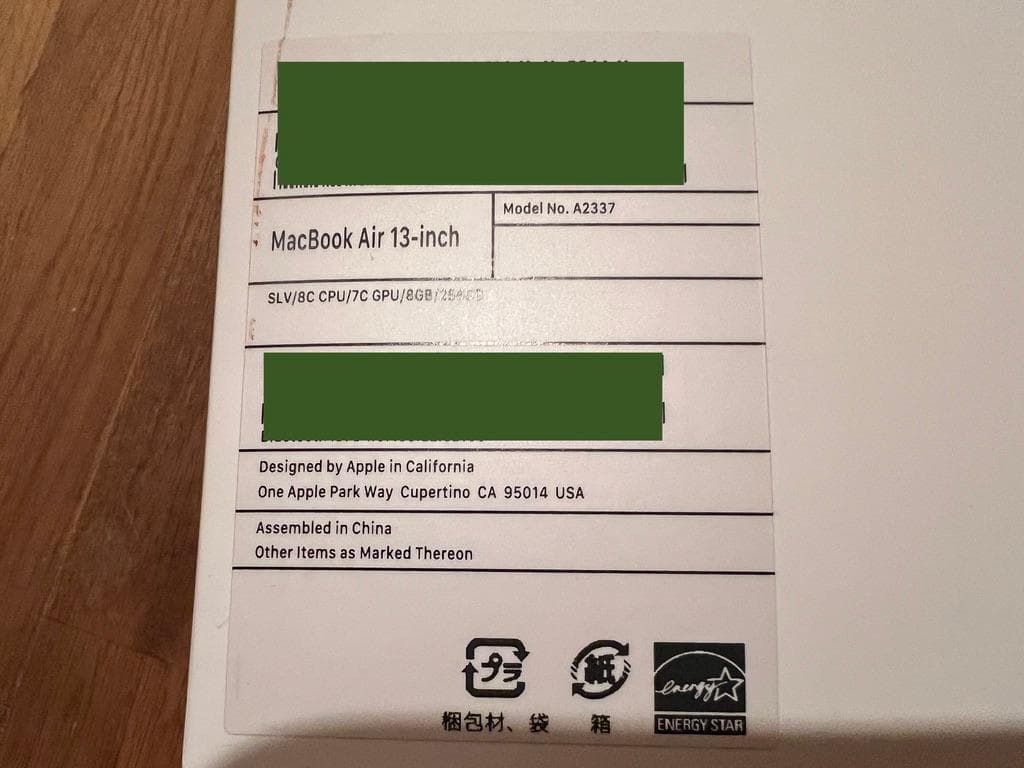 Model No. A2337
MacBook Air 13-inch
SLV/8C CPU/7C GPU/8GB
Designed by Apple in California
One Apple Park Way Cupertino CA 95014 USA
Assembled in China
Other Items as Marked Thereon
プラ
紙
energy
梱包材、袋
箱
ENERGY STAR